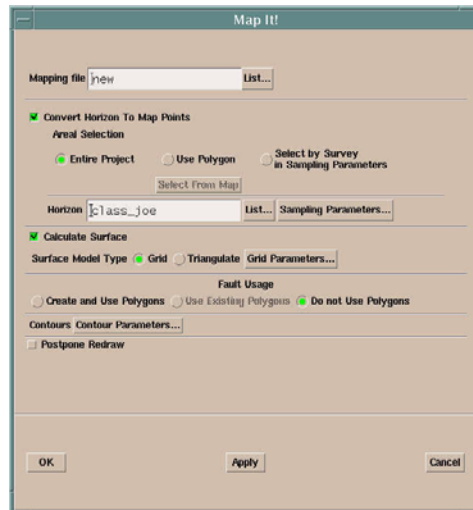 Map It!
Mapping file new List...
Convert Horizon To Map Points
Areal Selection
Entire Project Use Polygon Select by Survey
in Sampling Parameters
Select From Map
Horizon class_joe List... Sampling Parameters...
Calculate Surface
Surface Model Type Grid Triangulate Grid Parameters...
Fault Usage
Create and Use Polygons Use Existing Polygons Do not Use Polygons
Contours Contour Parameters...
Postpone Redraw
OK Apply Cancel